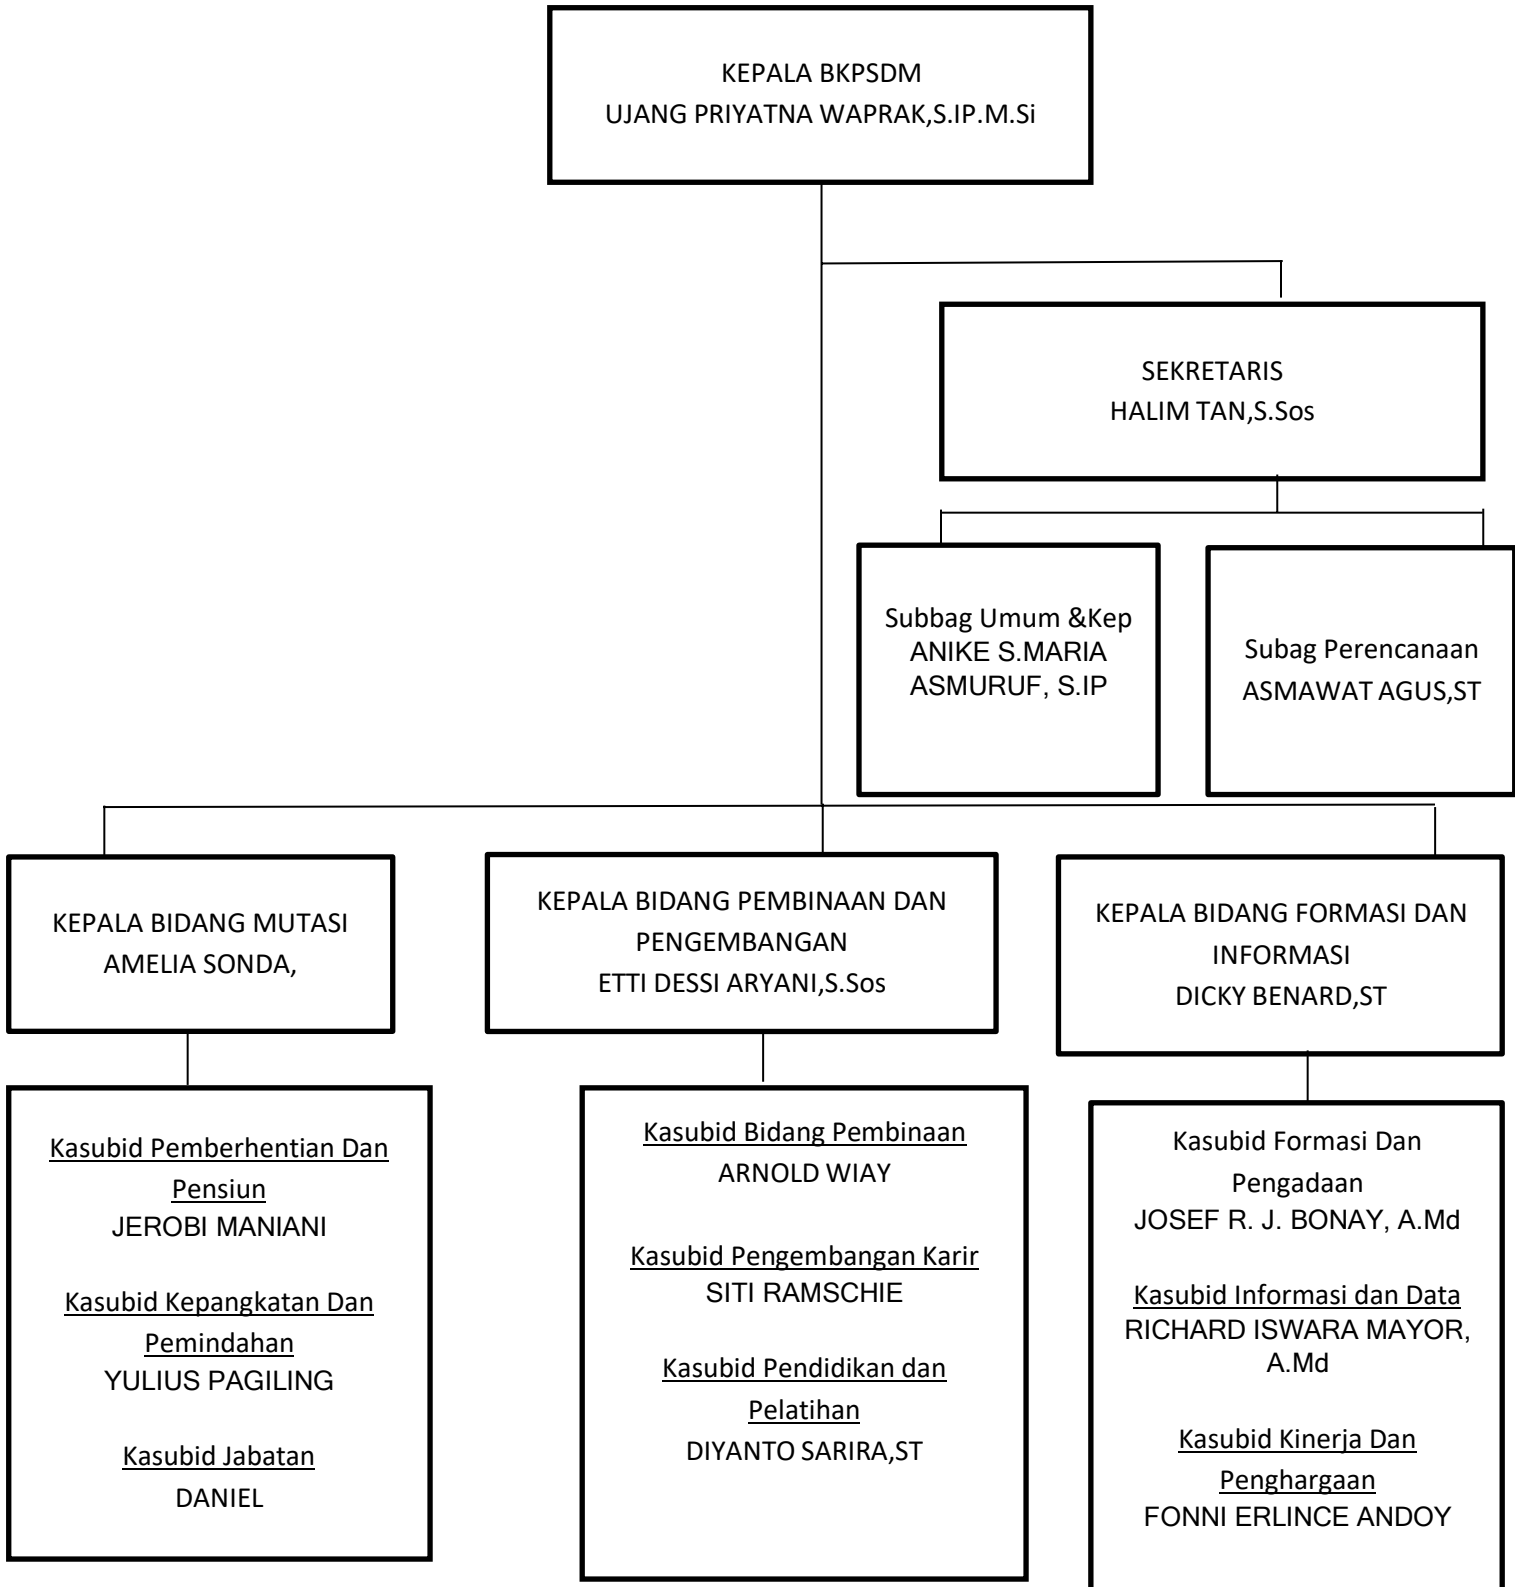 KEPALA BKPSDM
UJANG PRIYATNA WAPRAK,S.IP.M.Si
SEKRETARIS
HALIM TAN,S.Sos
Subbag Umum &Kep
ANIKE S.MARIA
ASMURUF, S.IP
Subag Perencanaan
ASMAWAT AGUS,ST
KEPALA BIDANG MUTASI
AMELIA SONDA,
KEPALA BIDANG PEMBINAAN DAN
PENGEMBANGAN
ETTI DESSI ARYANI,S.Sos
KEPALA BIDANG FORMASI DAN
INFORMASI
DICKY BENARD,ST
Kasubid Pemberhentian Dan
Pensiun
JEROBI MANIANI
Kasubid Kepangkatan Dan
Pemindahan
YULIUS PAGILING
Kasubid Jabatan
DANIEL
Kasubid Bidang Pembinaan
ARNOLD WIAY
Kasubid Pengembangan Karir
SITI RAMSCHIE
Kasubid Pendidikan dan
Pelatihan
DIYANTO SARIRA,ST
Kasubid Formasi Dan
Pengadaan
JOSEF R. J. BONAY, A.Md
Kasubid Informasi dan Data
RICHARD ISWARA MAYOR,
A.Md
Kasubid Kinerja Dan
Penghargaan
FONNI ERLINCE ANDOY